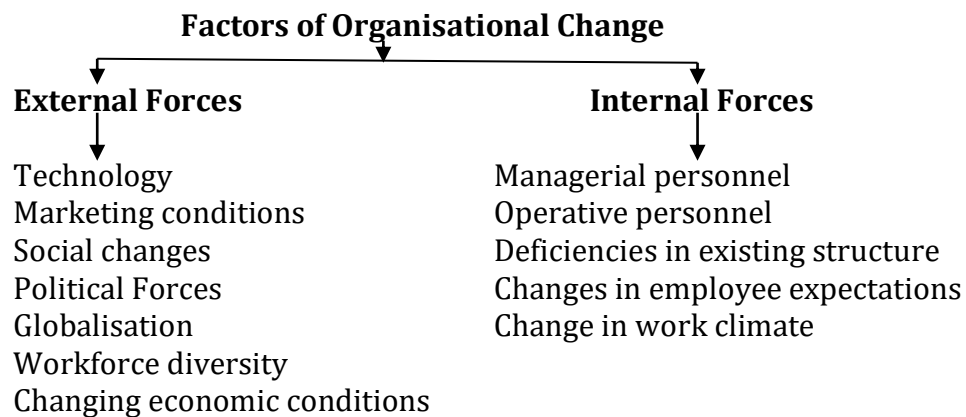 Factors of Organisational Change
External Forces
Internal Forces
Technology
Marketing conditions
Social changes
Political Forces
Globalisation
Workforce diversity
Changing economic conditions
Managerial personnel
Operative personnel
Deficiencies in existing structure
Changes in employee expectations
Change in work climate